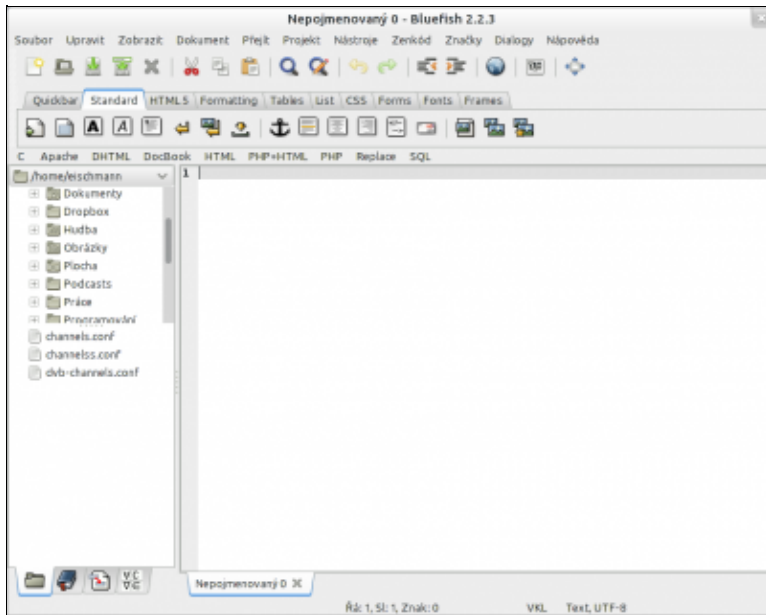 Nepojmenovaný 0 - Bluefish 2.2.3
Soubor Upravit Zobrazit Dokument Přejít Projekt Nástroje Zenkód Značky Dialogy Nápověda
Quickbar Standard HTML5 Formatting Tables List CSS Forms Fonts Frames
C Apache DHTML DocBook HTML PHP+HTML PHP Replace SQL
/home/eischmann
1
Dokumenty
Dropbox
Hudba
Obrázky
Plocha
Podcasts
Práce
Programování
channels.conf
channelss.conf
dvb-channels.conf
Nepojmenovaný 0
Řá: 1, Sl: 1, Znak: 0 VKL Text, UTF-8